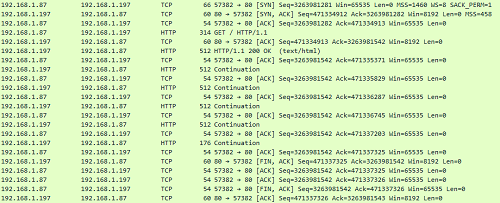 192.168.1.87 192.168.1.197 TCP 66 57382 → 80 [SYN] Seq=3263981281 Win=65535 Len=0 MSS=1460 WS=8 SACK_PERM=1
192.168.1.197 192.168.1.87 TCP 60 80 → 57382 [SYN, ACK] Seq=471334912 Ack=3263981282 Win=8192 Len=0 MSS=458
192.168.1.87 192.168.1.197 TCP 54 57382 → 80 [ACK] Seq=3263981282 Ack=471334913 Win=65535 Len=0
192.168.1.87 192.168.1.197 HTTP 314 GET / HTTP/1.1
192.168.1.197 192.168.1.87 TCP 60 80 → 57382 [ACK] Seq=471334913 Ack=3263981542 Win=8192 Len=0
192.168.1.197 192.168.1.87 HTTP 512 HTTP/1.1 200 OK (text/html)
192.168.1.87 192.168.1.197 TCP 54 57382 → 80 [ACK] Seq=3263981542 Ack=471335371 Win=65535 Len=0
192.168.1.197 192.168.1.87 HTTP 512 Continuation
192.168.1.87 192.168.1.197 TCP 54 57382 → 80 [ACK] Seq=3263981542 Ack=471335829 Win=65535 Len=0
192.168.1.197 192.168.1.87 HTTP 512 Continuation
192.168.1.87 192.168.1.197 TCP 54 57382 → 80 [ACK] Seq=3263981542 Ack=471336287 Win=65535 Len=0
192.168.1.197 192.168.1.87 HTTP 512 Continuation
192.168.1.87 192.168.1.197 TCP 54 57382 → 80 [ACK] Seq=3263981542 Ack=471336745 Win=65535 Len=0
192.168.1.197 192.168.1.87 HTTP 512 Continuation
192.168.1.87 192.168.1.197 TCP 54 57382 → 80 [ACK] Seq=3263981542 Ack=471337203 Win=65535 Len=0
192.168.1.197 192.168.1.87 HTTP 176 Continuation
192.168.1.87 192.168.1.197 TCP 54 57382 → 80 [ACK] Seq=3263981542 Ack=471337325 Win=65535 Len=0
192.168.1.197 192.168.1.87 TCP 60 80 → 57382 [FIN, ACK] Seq=471337325 Ack=3263981542 Win=8192 Len=0
192.168.1.87 192.168.1.197 TCP 54 57382 → 80 [ACK] Seq=3263981542 Ack=471337326 Win=65535 Len=0
192.168.1.87 192.168.1.197 TCP 54 57382 → 80 [FIN, ACK] Seq=3263981542 Ack=471337326 Win=65535 Len=0
192.168.1.197 192.168.1.87 TCP 60 80 → 57382 [ACK] Seq=471337326 Ack=3263981543 Win=8192 Len=0